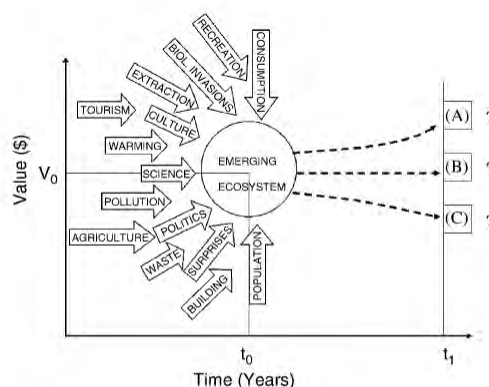 RECREATION
CONSUMPTION
BIOL INVASIONS
EXTRACTION
TOURISM
CULTURE
WARMING
SCIENCE
POLLUTION
AGRICULTURE
POLITICS
WASTE
SURPRISES
BUILDING
POPULATION
EMERGING
ECOSYSTEM
(A) ?
(B) ?
(C) ?
Value ($)
V0
t0
t1
Time (Years)